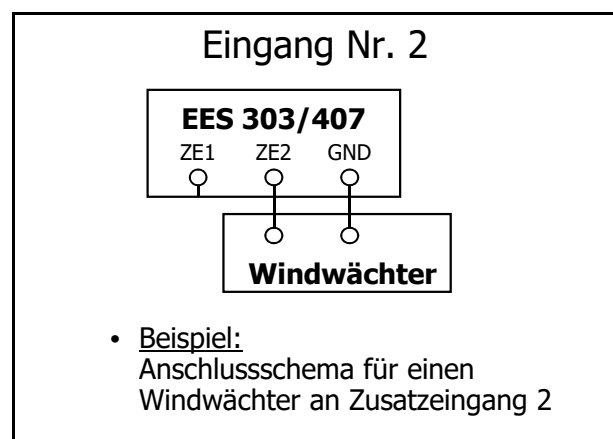 Eingang Nr. 2
EES 303/407
ZE1 ZE2 GND
Windwächter
• Beispiel:
Anschlussschema für einen
Windwächter an Zusatzeingang 2